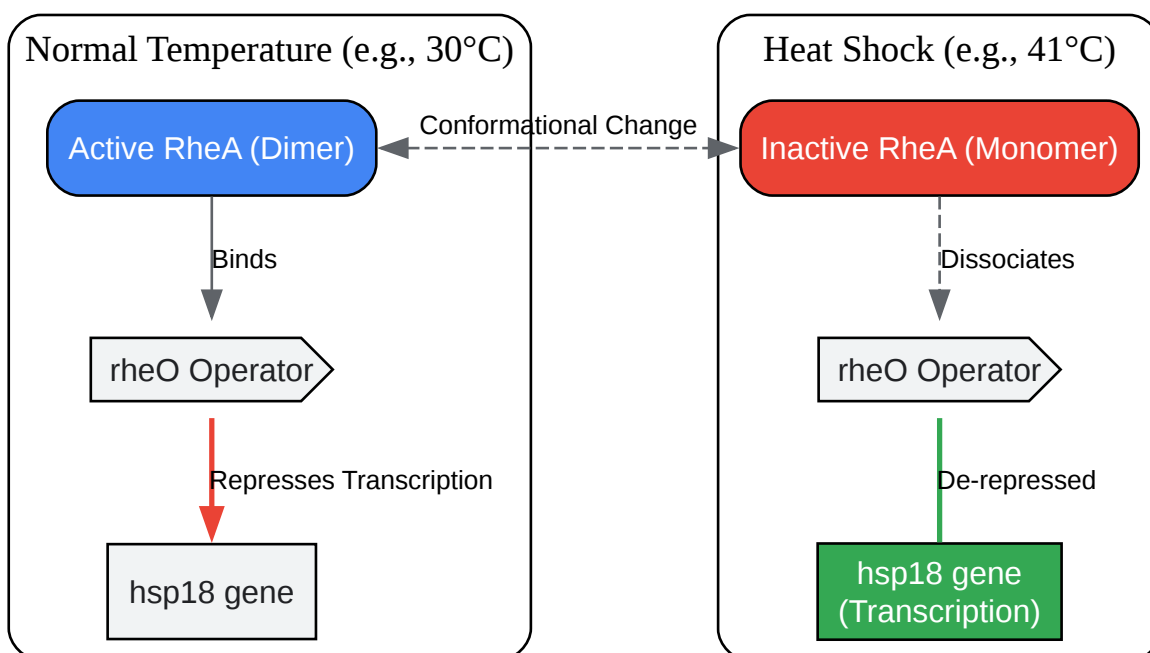 Normal Temperature (e.g., 30°C)
Active RheA (Dimer)
Binds
rheO Operator
Represses Transcription
hsp18 gene
Conformational Change
Heat Shock (e.g., 41°C)
Inactive RheA (Monomer)
Dissociates
rheO Operator
De-repressed
hsp18 gene
(Transcription)